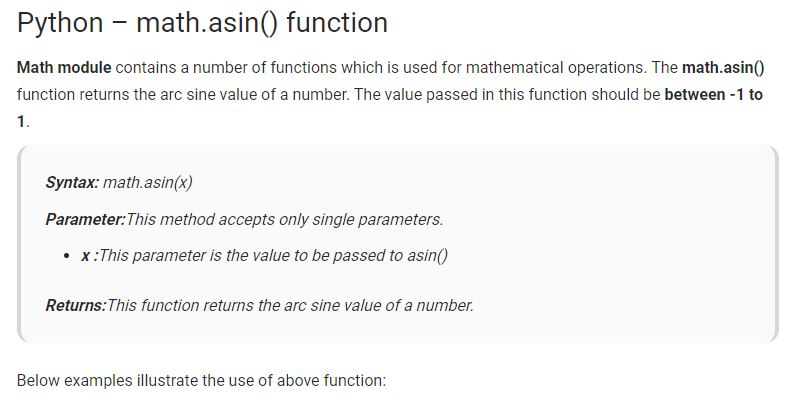 Python – math.asin() function
Math module contains a number of functions which is used for mathematical operations. The math.asin()
function returns the arc sine value of a number. The value passed in this function should be between -1 to
1.
Syntax: math.asin(x)
Parameter:This method accepts only single parameters.
• x :This parameter is the value to be passed to asin()
Returns:This function returns the arc sine value of a number.
Below examples illustrate the use of above function: